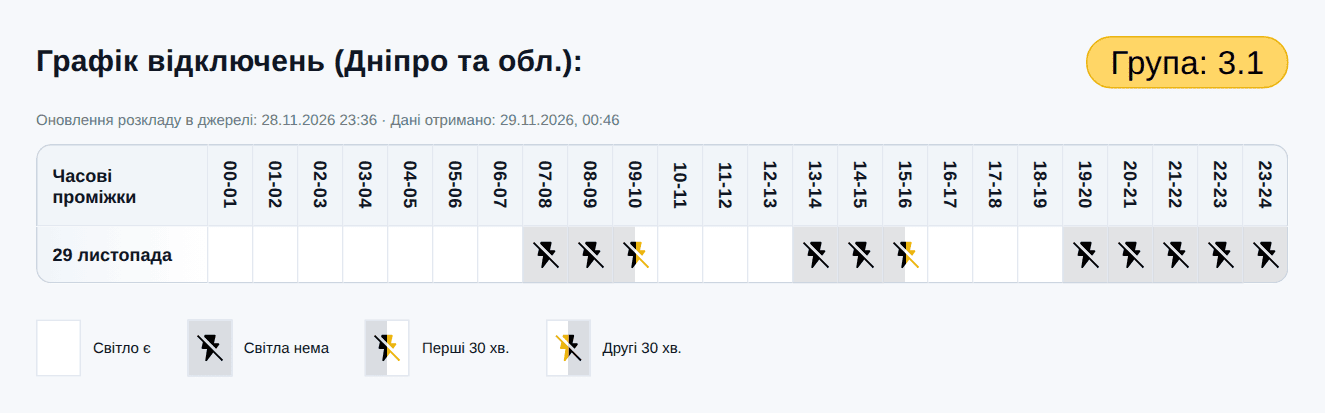 Графік відключень (Дніпро та обл.):
Група: 3.1
Оновлення розкладу в джерелі: 28.11.2026 23:36 · Дані отримано: 29.11.2026, 00:46
Часові
проміжки
00-01
01-02
02-03
03-04
04-05
05-06
06-07
07-08
08-09
09-10
10-11
11-12
12-13
13-14
14-15
15-16
16-17
17-18
18-19
19-20
20-21
21-22
22-23
23-24
29 листопада
Світло є
Світла нема
Перші 30 хв.
Другі 30 хв.